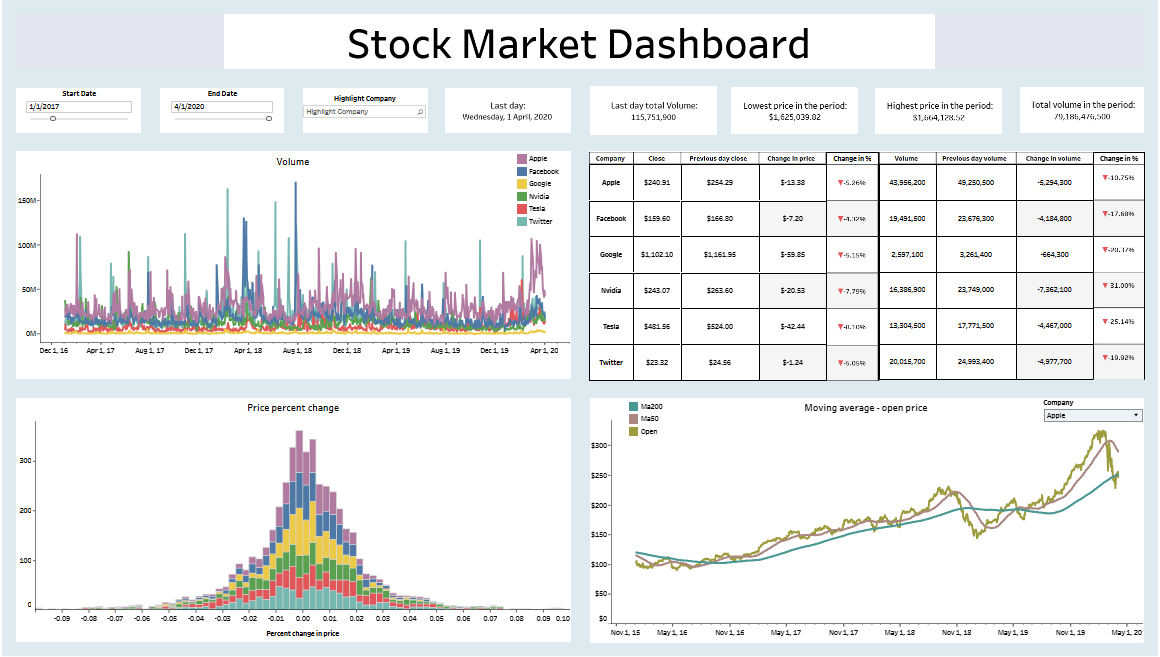 Stock Market Dashboard
Start Date
1/1/2017
End Date
4/1/2020
Highlight Company
Highlight Company
Last day:
Wednesday, 1 April, 2020
Last day total Volume:
115,751,900
Lowest price in the period:
$1,625,039.82
Highest price in the period:
$1,664,128.52
Total volume in the period:
79,186,476,500
Volume
Apple
Facebook
Google
Nvidia
Tesla
Twitter
150M
100M
50M
0M
Dec 1, 16 Apr 1, 17 Aug 1, 17 Dec 1, 17 Apr 1, 18 Aug 1, 18 Dec 1, 18 Apr 1, 19 Aug 1, 19 Dec 1, 19 Apr 1, 20
Company Close Previous day close Change in price Change in % Volume Previous day volume Change in volume Change in %
Apple $240.91 $254.29 $-13.38 ▼-5.26% 43,956,200 49,250,500 -5,294,300 ▼-10.75%
Facebook $159.60 $166.80 $-7.20 ▼-4.32% 19,491,500 23,676,300 -4,184,800 ▼-17.68%
Google $1,102.10 $1,161.95 $-59.85 ▼-5.15% 2,597,100 3,261,400 -664,300 ▼-20.37%
Nvidia $243.07 $263.60 $-20.53 ▼-7.79% 16,386,900 23,749,000 -7,362,100 ▼-31.00%
Tesla $481.56 $524.00 $-42.44 ▼-8.10% 13,304,500 17,771,500 -4,467,000 ▼-25.14%
Twitter $23.32 $24.56 $-1.24 ▼-5.05% 20,015,700 24,993,400 -4,977,700 ▼-19.92%
Price percent change
300
200
100
0
-0.09 -0.08 -0.07 -0.06 -0.05 -0.04 -0.03 -0.02 -0.01 0.00 0.01 0.02 0.03 0.04 0.05 0.06 0.07 0.08 0.09 0.10
Percent change in price
Ma200
Ma50
Open
Moving average - open price
Company
Apple
$300
$250
$200
$150
$100
$50
$0
Nov 1, 15 May 1, 16 Nov 1, 16 May 1, 17 Nov 1, 17 May 1, 18 Nov 1, 18 May 1, 19 Nov 1, 19 May 1, 20